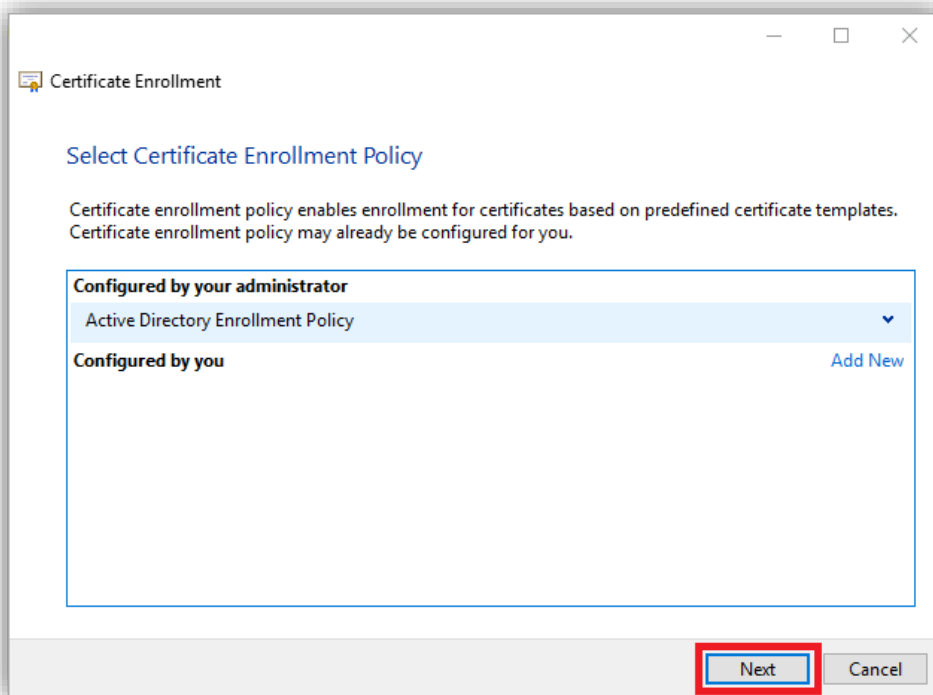 Certificate Enrollment
Select Certificate Enrollment Policy
Certificate enrollment policy enables enrollment for certificates based on predefined certificate templates.
Certificate enrollment policy may already be configured for you.
Configured by your administrator
Active Directory Enrollment Policy
Configured by you Add New
Next Cancel